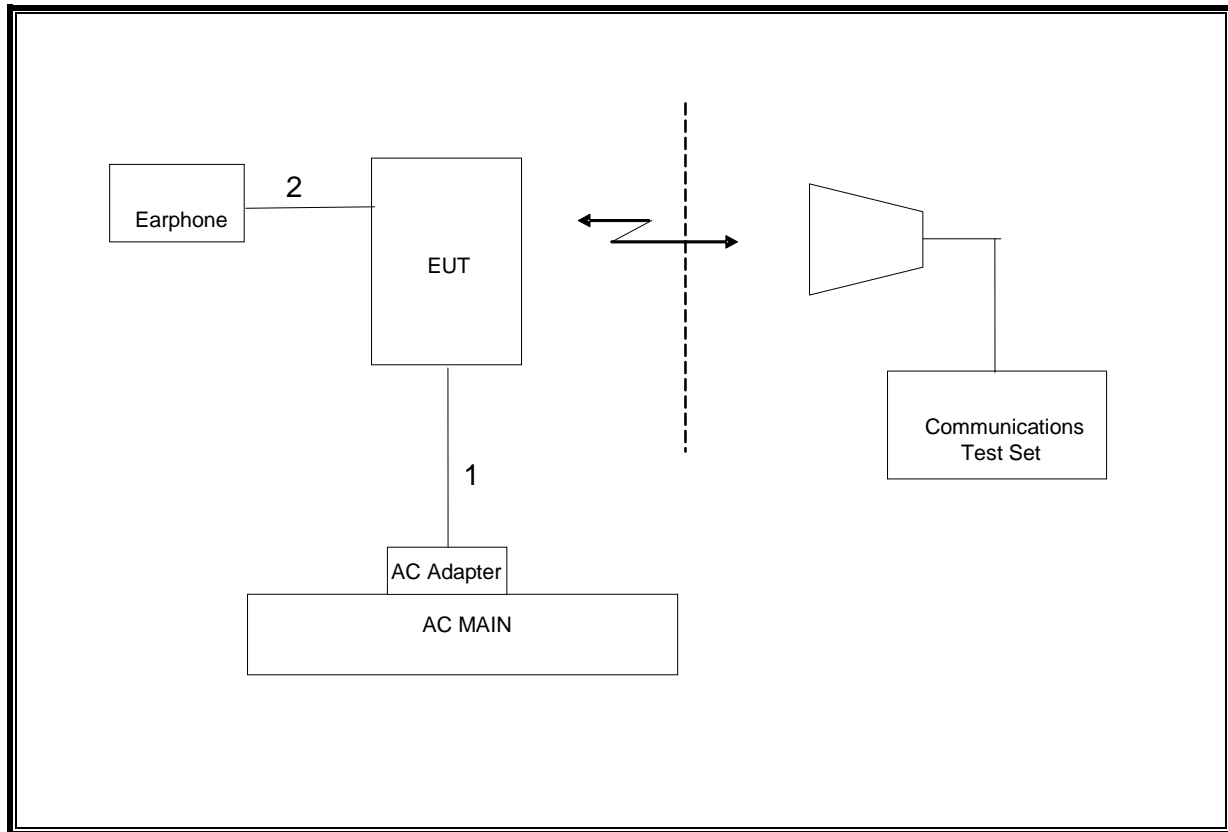 2
Earphone
EUT
Communications
Test Set
1
AC Adapter
AC MAIN